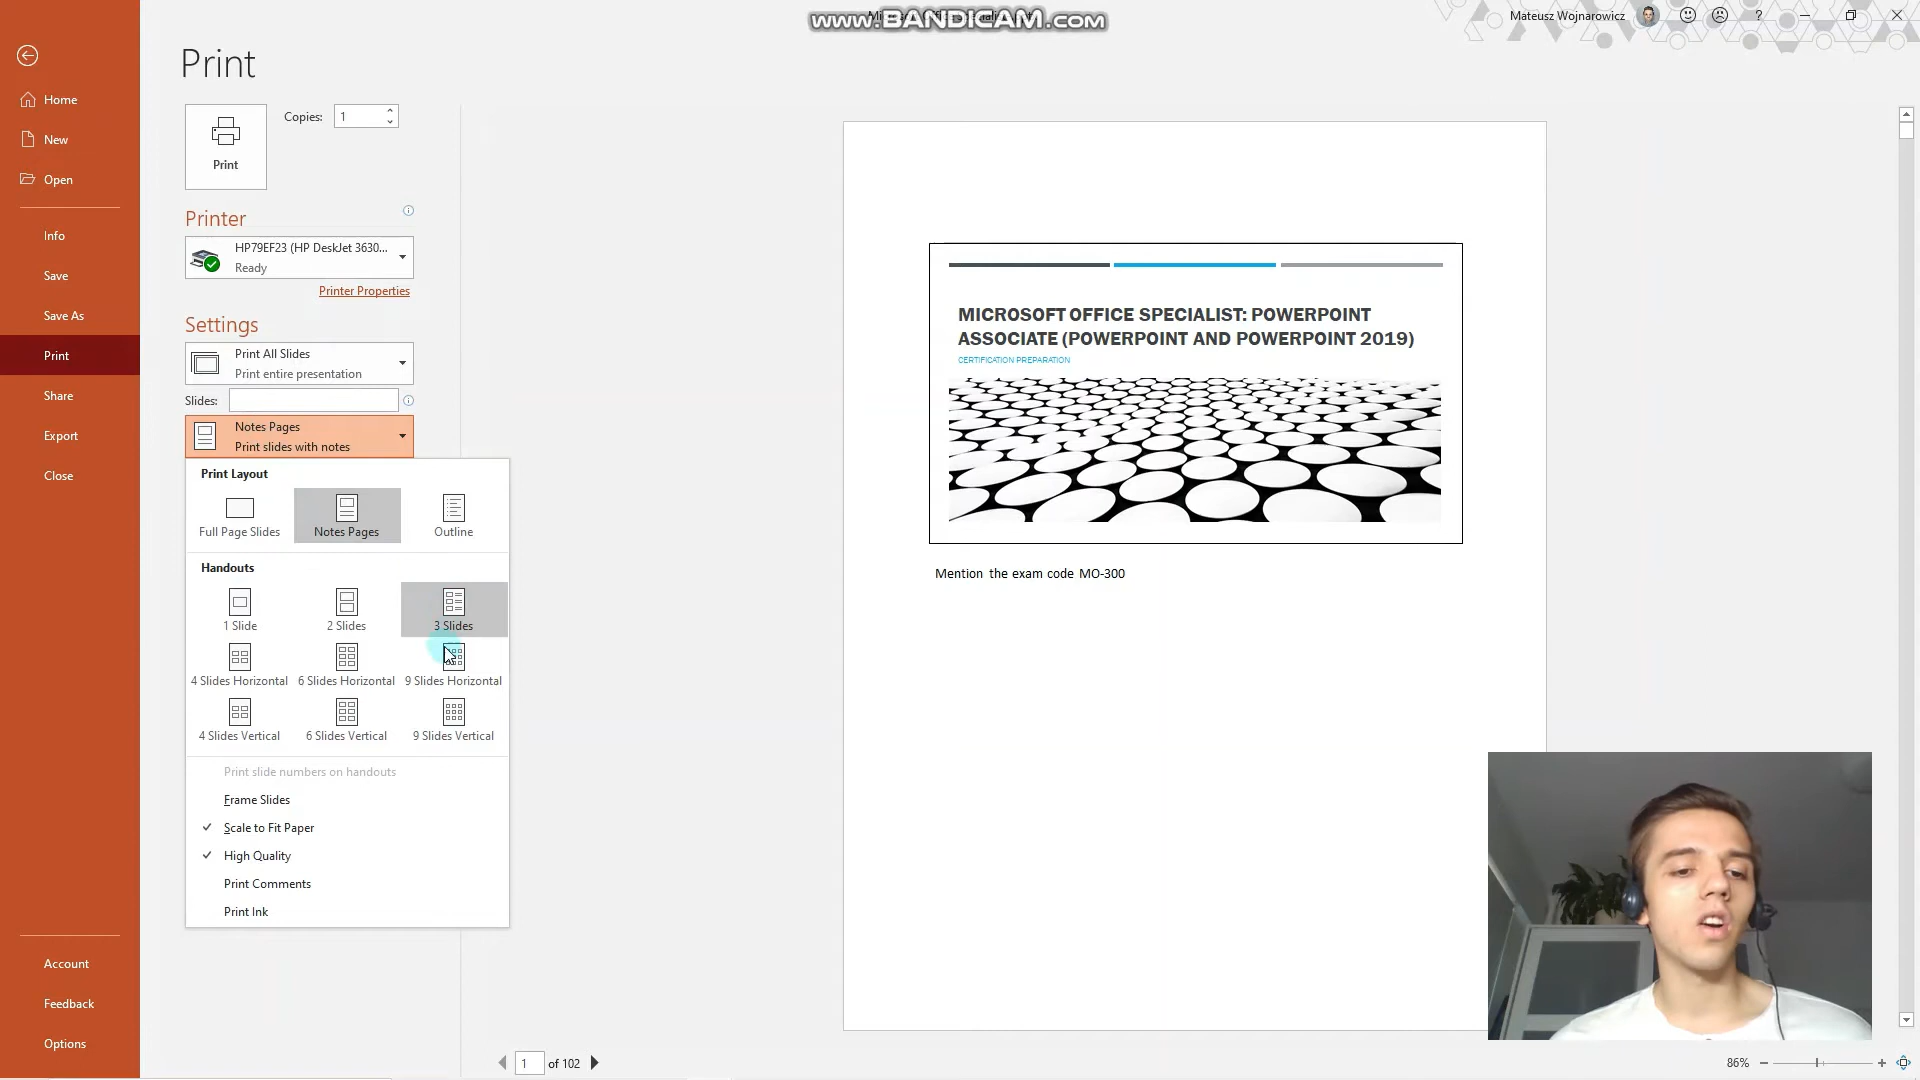 www.BANDICAM.com
Mateusz Wojnarowicz
?
Print
Home
New
Open
Info
Save
Save As
Print
Share
Export
Close
Account
Feedback
Options
Print
Copies:
1
Printer
HP79EF23 (HP DeskJet 3630...
Ready
Printer Properties
Settings
Print All Slides
Print entire presentation
Slides:
Notes Pages
Print slides with notes
Print Layout
Full Page Slides
Notes Pages
Outline
Handouts
1 Slide
2 Slides
3 Slides
4 Slides Horizontal
6 Slides Horizontal
9 Slides Horizontal
4 Slides Vertical
6 Slides Vertical
9 Slides Vertical
Print slide numbers on handouts
Frame Slides
Scale to Fit Paper
High Quality
Print Comments
Print Ink
MICROSOFT OFFICE SPECIALIST: POWERPOINT
ASSOCIATE (POWERPOINT AND POWERPOINT 2019)
CERTIFICATION PREPARATION
Mention the exam code MO-300
1
of 102
86%